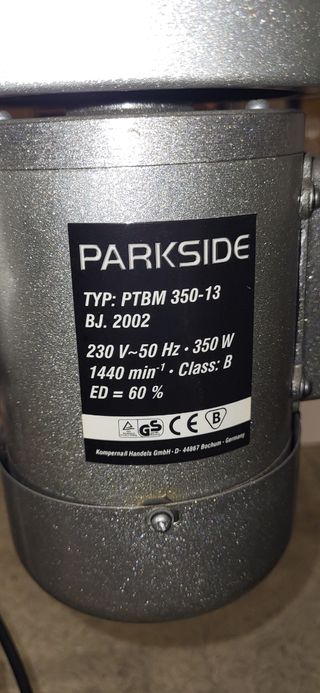 PARKSIDE
TYP: PTBM 350-13
BJ. 2002
230 V~50 Hz · 350 W
1440 min⁻¹ · Class: B
ED = 60 %
GS CE B
Kompernaß Handels GmbH · D- 44867 Bochum · Germany